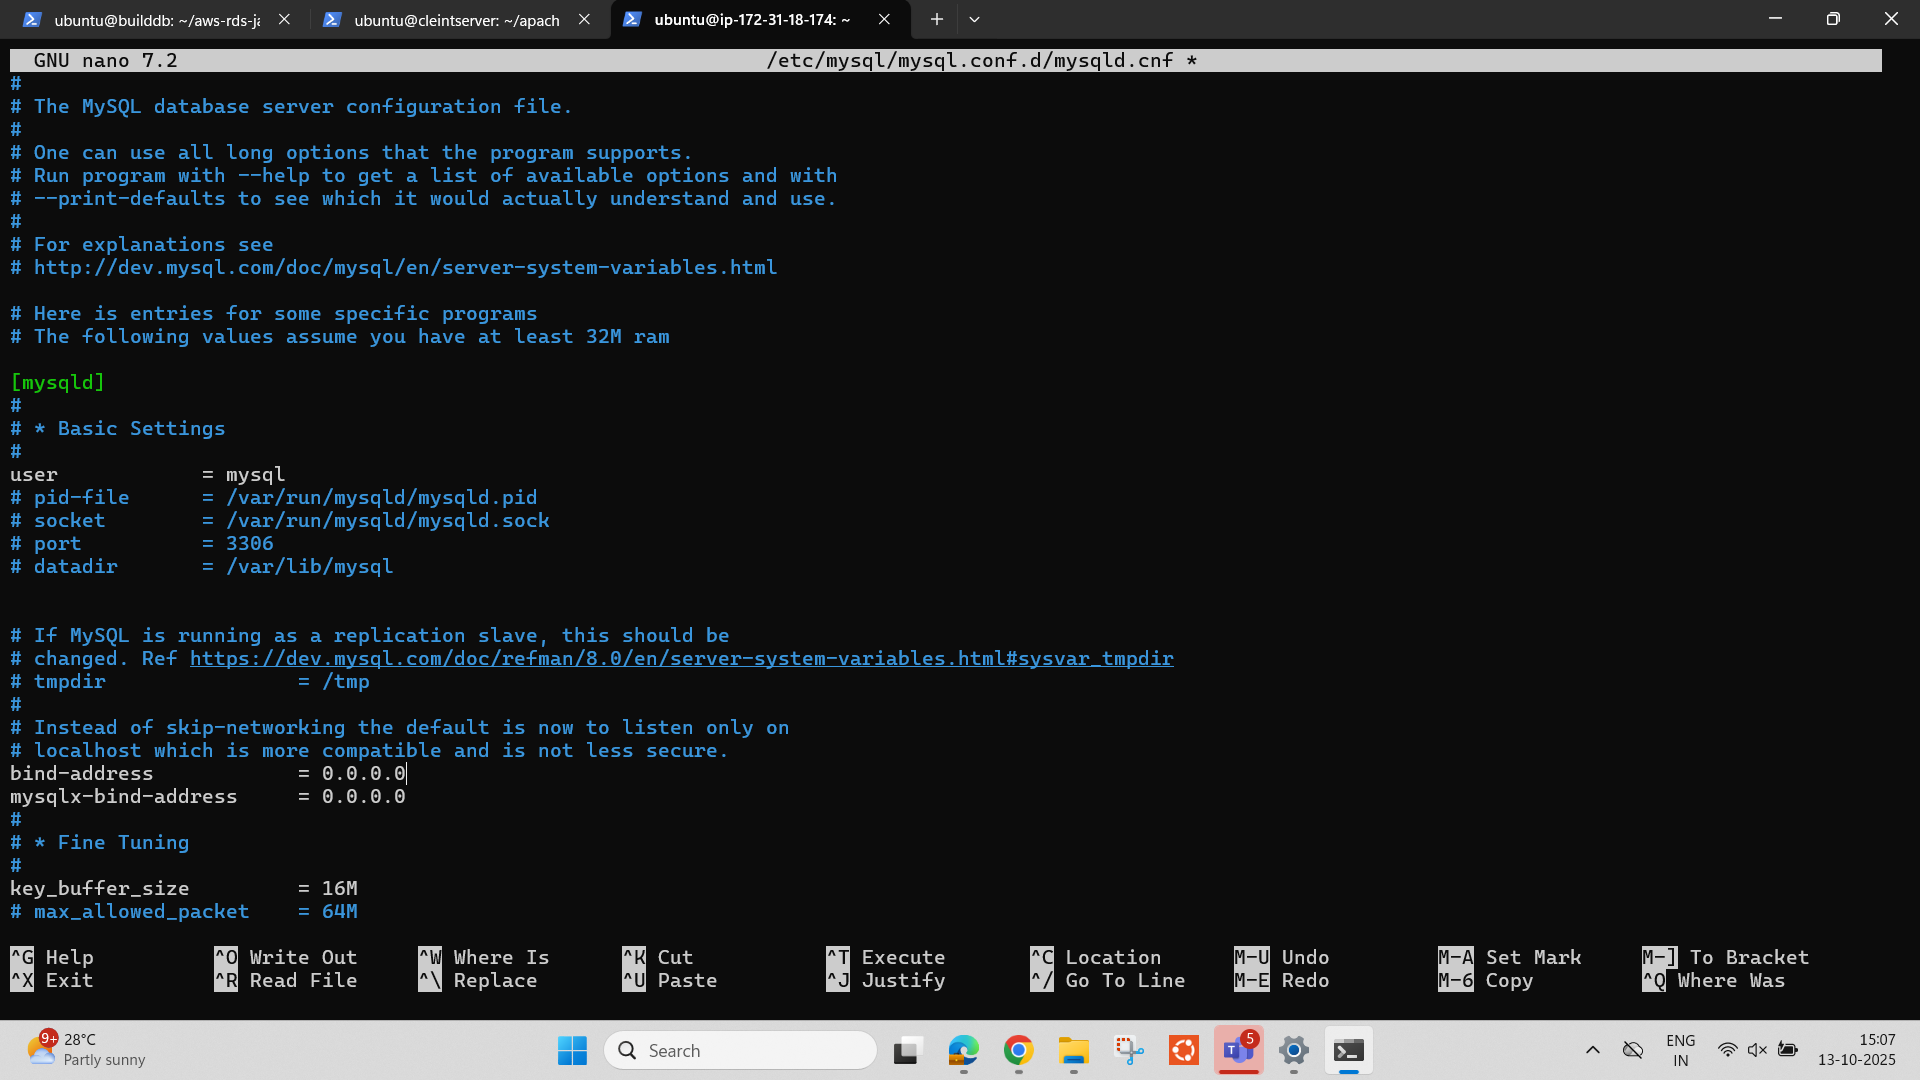 ubuntu@builddb: ~/aws-rds-ja
ubuntu@cleintserver: ~/apach
ubuntu@ip-172-31-18-174: ~
GNU nano 7.2 /etc/mysql/mysql.conf.d/mysqld.cnf *
#
# The MySQL database server configuration file.
#
# One can use all long options that the program supports.
# Run program with --help to get a list of available options and with
# --print-defaults to see which it would actually understand and use.
#
# For explanations see
# http://dev.mysql.com/doc/mysql/en/server-system-variables.html
# Here is entries for some specific programs
# The following values assume you have at least 32M ram
[mysqld]
#
# * Basic Settings
#
user = mysql
# pid-file = /var/run/mysqld/mysqld.pid
# socket = /var/run/mysqld/mysqld.sock
# port = 3306
# datadir = /var/lib/mysql
# If MySQL is running as a replication slave, this should be
# changed. Ref https://dev.mysql.com/doc/refman/8.0/en/server-system-variables.html#sysvar_tmpdir
# tmpdir = /tmp
#
# Instead of skip-networking the default is now to listen only on
# localhost which is more compatible and is not less secure.
bind-address = 0.0.0.0
mysqlx-bind-address = 0.0.0.0
#
# * Fine Tuning
#
key_buffer_size = 16M
# max_allowed_packet = 64M
^G Help ^O Write Out ^W Where Is ^K Cut ^T Execute ^C Location M-U Undo M-A Set Mark M-] To Bracket
^X Exit ^R Read File ^\ Replace ^U Paste ^J Justify ^/ Go To Line M-E Redo M-6 Copy ^Q Where Was
9+
28°C
Partly sunny
Search
T
5
ENG
IN
15:07
13-10-2025